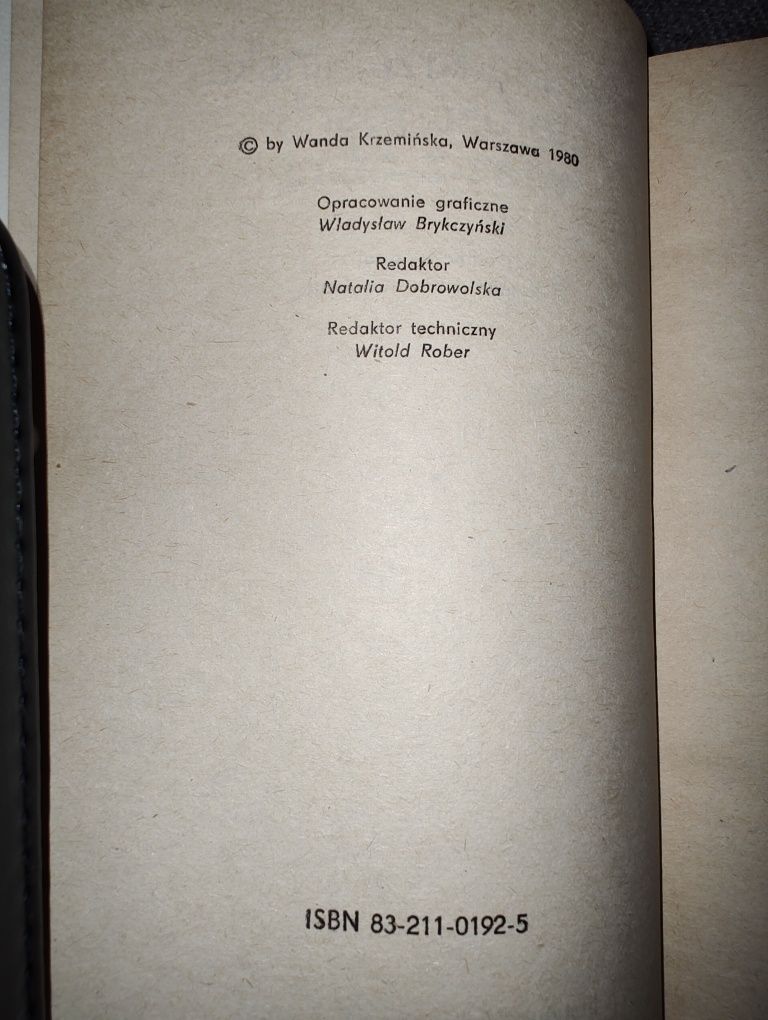 © by Wanda Krzemińska, Warszawa 1980
Opracowanie graficzne
Władysław Brykczyński
Redaktor
Natalia Dobrowolska
Redaktor techniczny
Witold Rober
ISBN 83-211-0192-5